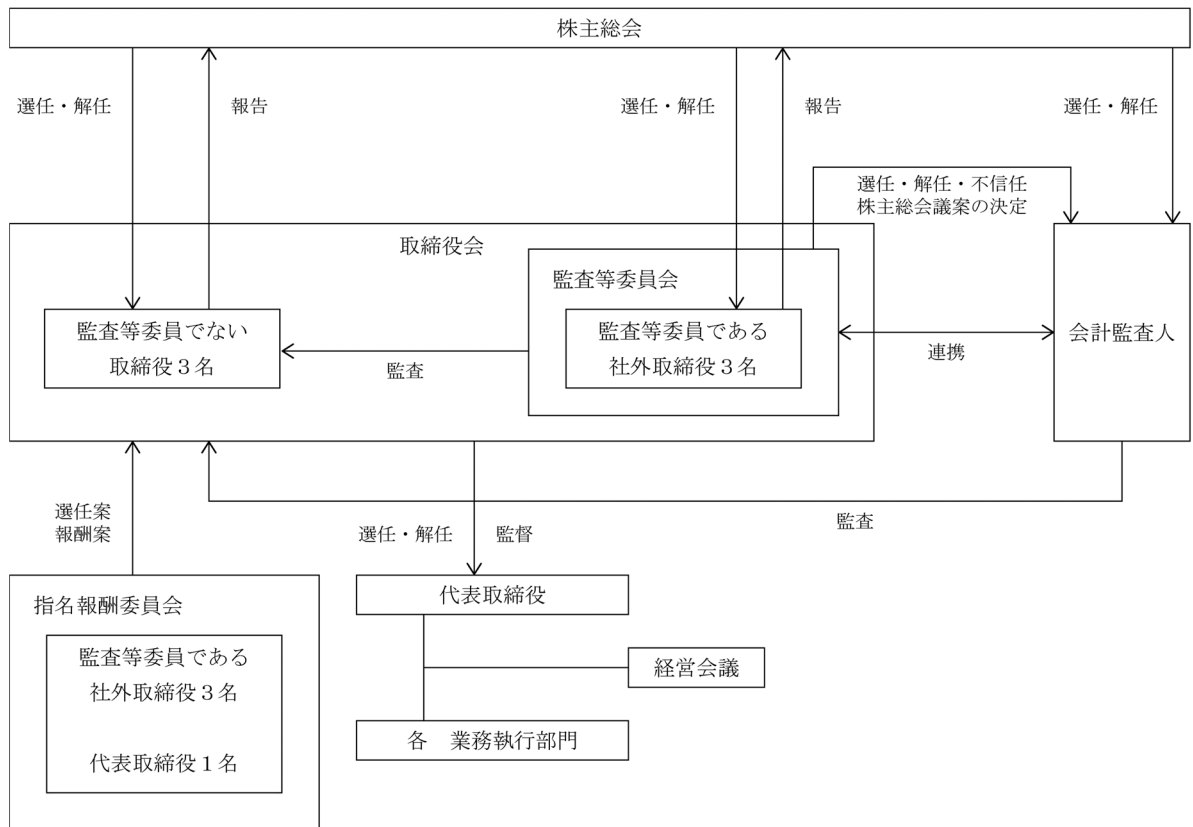 株主総会
選任・解任
報告
選任・解任
報告
選任・解任
選任・解任・不信任
株主総会議案の決定
取締役会
監査等委員会
監査等委員でない
取締役３名
監査等委員である
社外取締役３名
会計監査人
監査
連携
選任案
報酬案
選任・解任
監督
監査
指名報酬委員会
代表取締役
監査等委員である
社外取締役３名
代表取締役１名
経営会議
各　業務執行部門